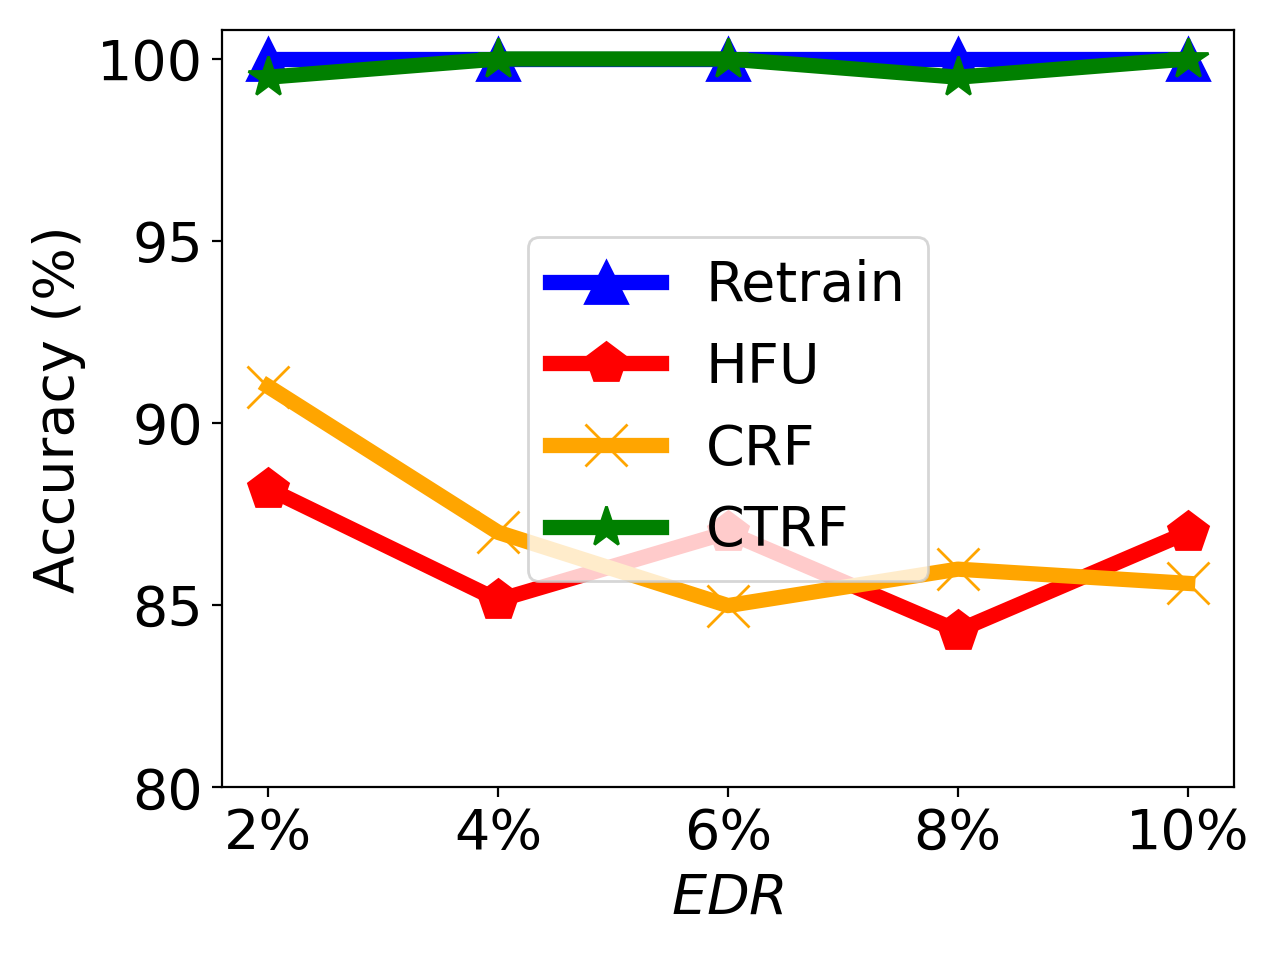 100
95
90
85
80
Accuracy (%)
Retrain
HFU
CRF
CTRF
2% 4% 6% 8% 10%
EDR